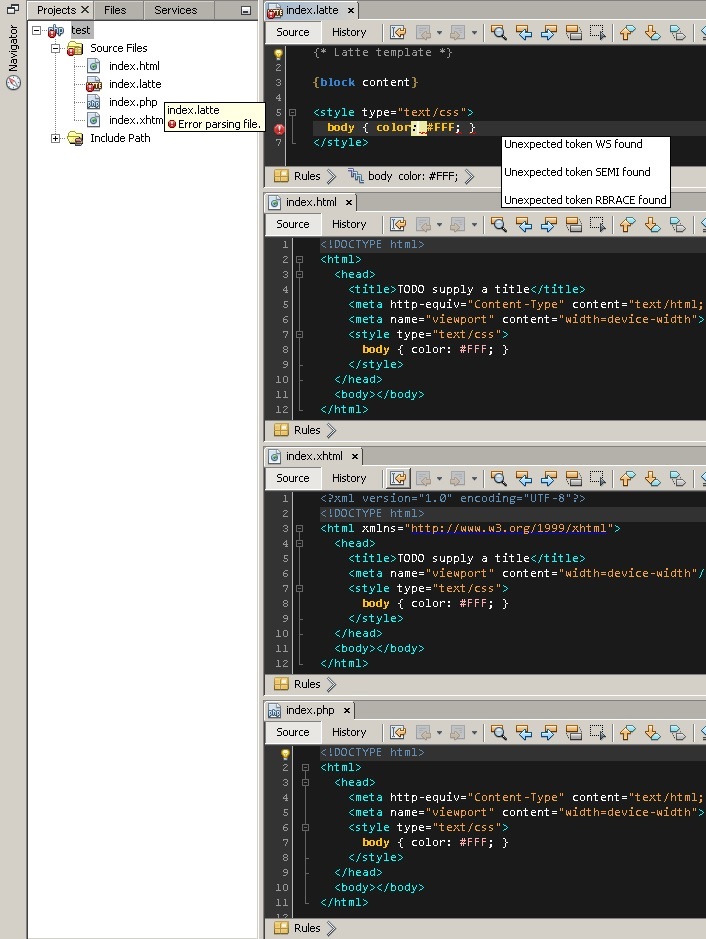 Projects
Files
Services
Navigator
test
Source Files
index.html
index.latte
index.php
index.xhtm
Include Path
index.latte
Error parsing file.
index.latte
Source
History
{* Latte template *}
2
3 {block content}
4
5 <style type="text/css">
body { color: #FFF; }
7 </style>
Unexpected token WS found
Unexpected token SEMI found
Unexpected token RBRACE found
Rules
body color: #FFF;
index.html
Source
History
1 <!DOCTYPE html>
2 <html>
3 <head>
4 <title>TODO supply a title</title>
5 <meta http-equiv="Content-Type" content="text/html;
6 <meta name="viewport" content="width=device-width">
7 <style type="text/css">
8 body { color: #FFF; }
9 </style>
10 </head>
11 <body></body>
12 </html>
Rules
index.xhtml
Source
History
1 <?xml version="1.0" encoding="UTF-8"?>
2 <!DOCTYPE html>
3 <html xmlns="http://www.w3.org/1999/xhtml">
4 <head>
5 <title>TODO supply a title</title>
6 <meta name="viewport" content="width=device-width"/
7 <style type="text/css">
8 body { color: #FFF; }
9 </style>
10 </head>
11 <body></body>
12 </html>
Rules
index.php
Source
History
<!DOCTYPE html>
2 <html>
3 <head>
4 <meta http-equiv="Content-Type" content="text/html;
5 <meta name="viewport" content="width=device-width">
6 <style type="text/css">
7 body { color: #FFF; }
8 </style>
9 </head>
10 <body></body>
11 </html>
12
Rules